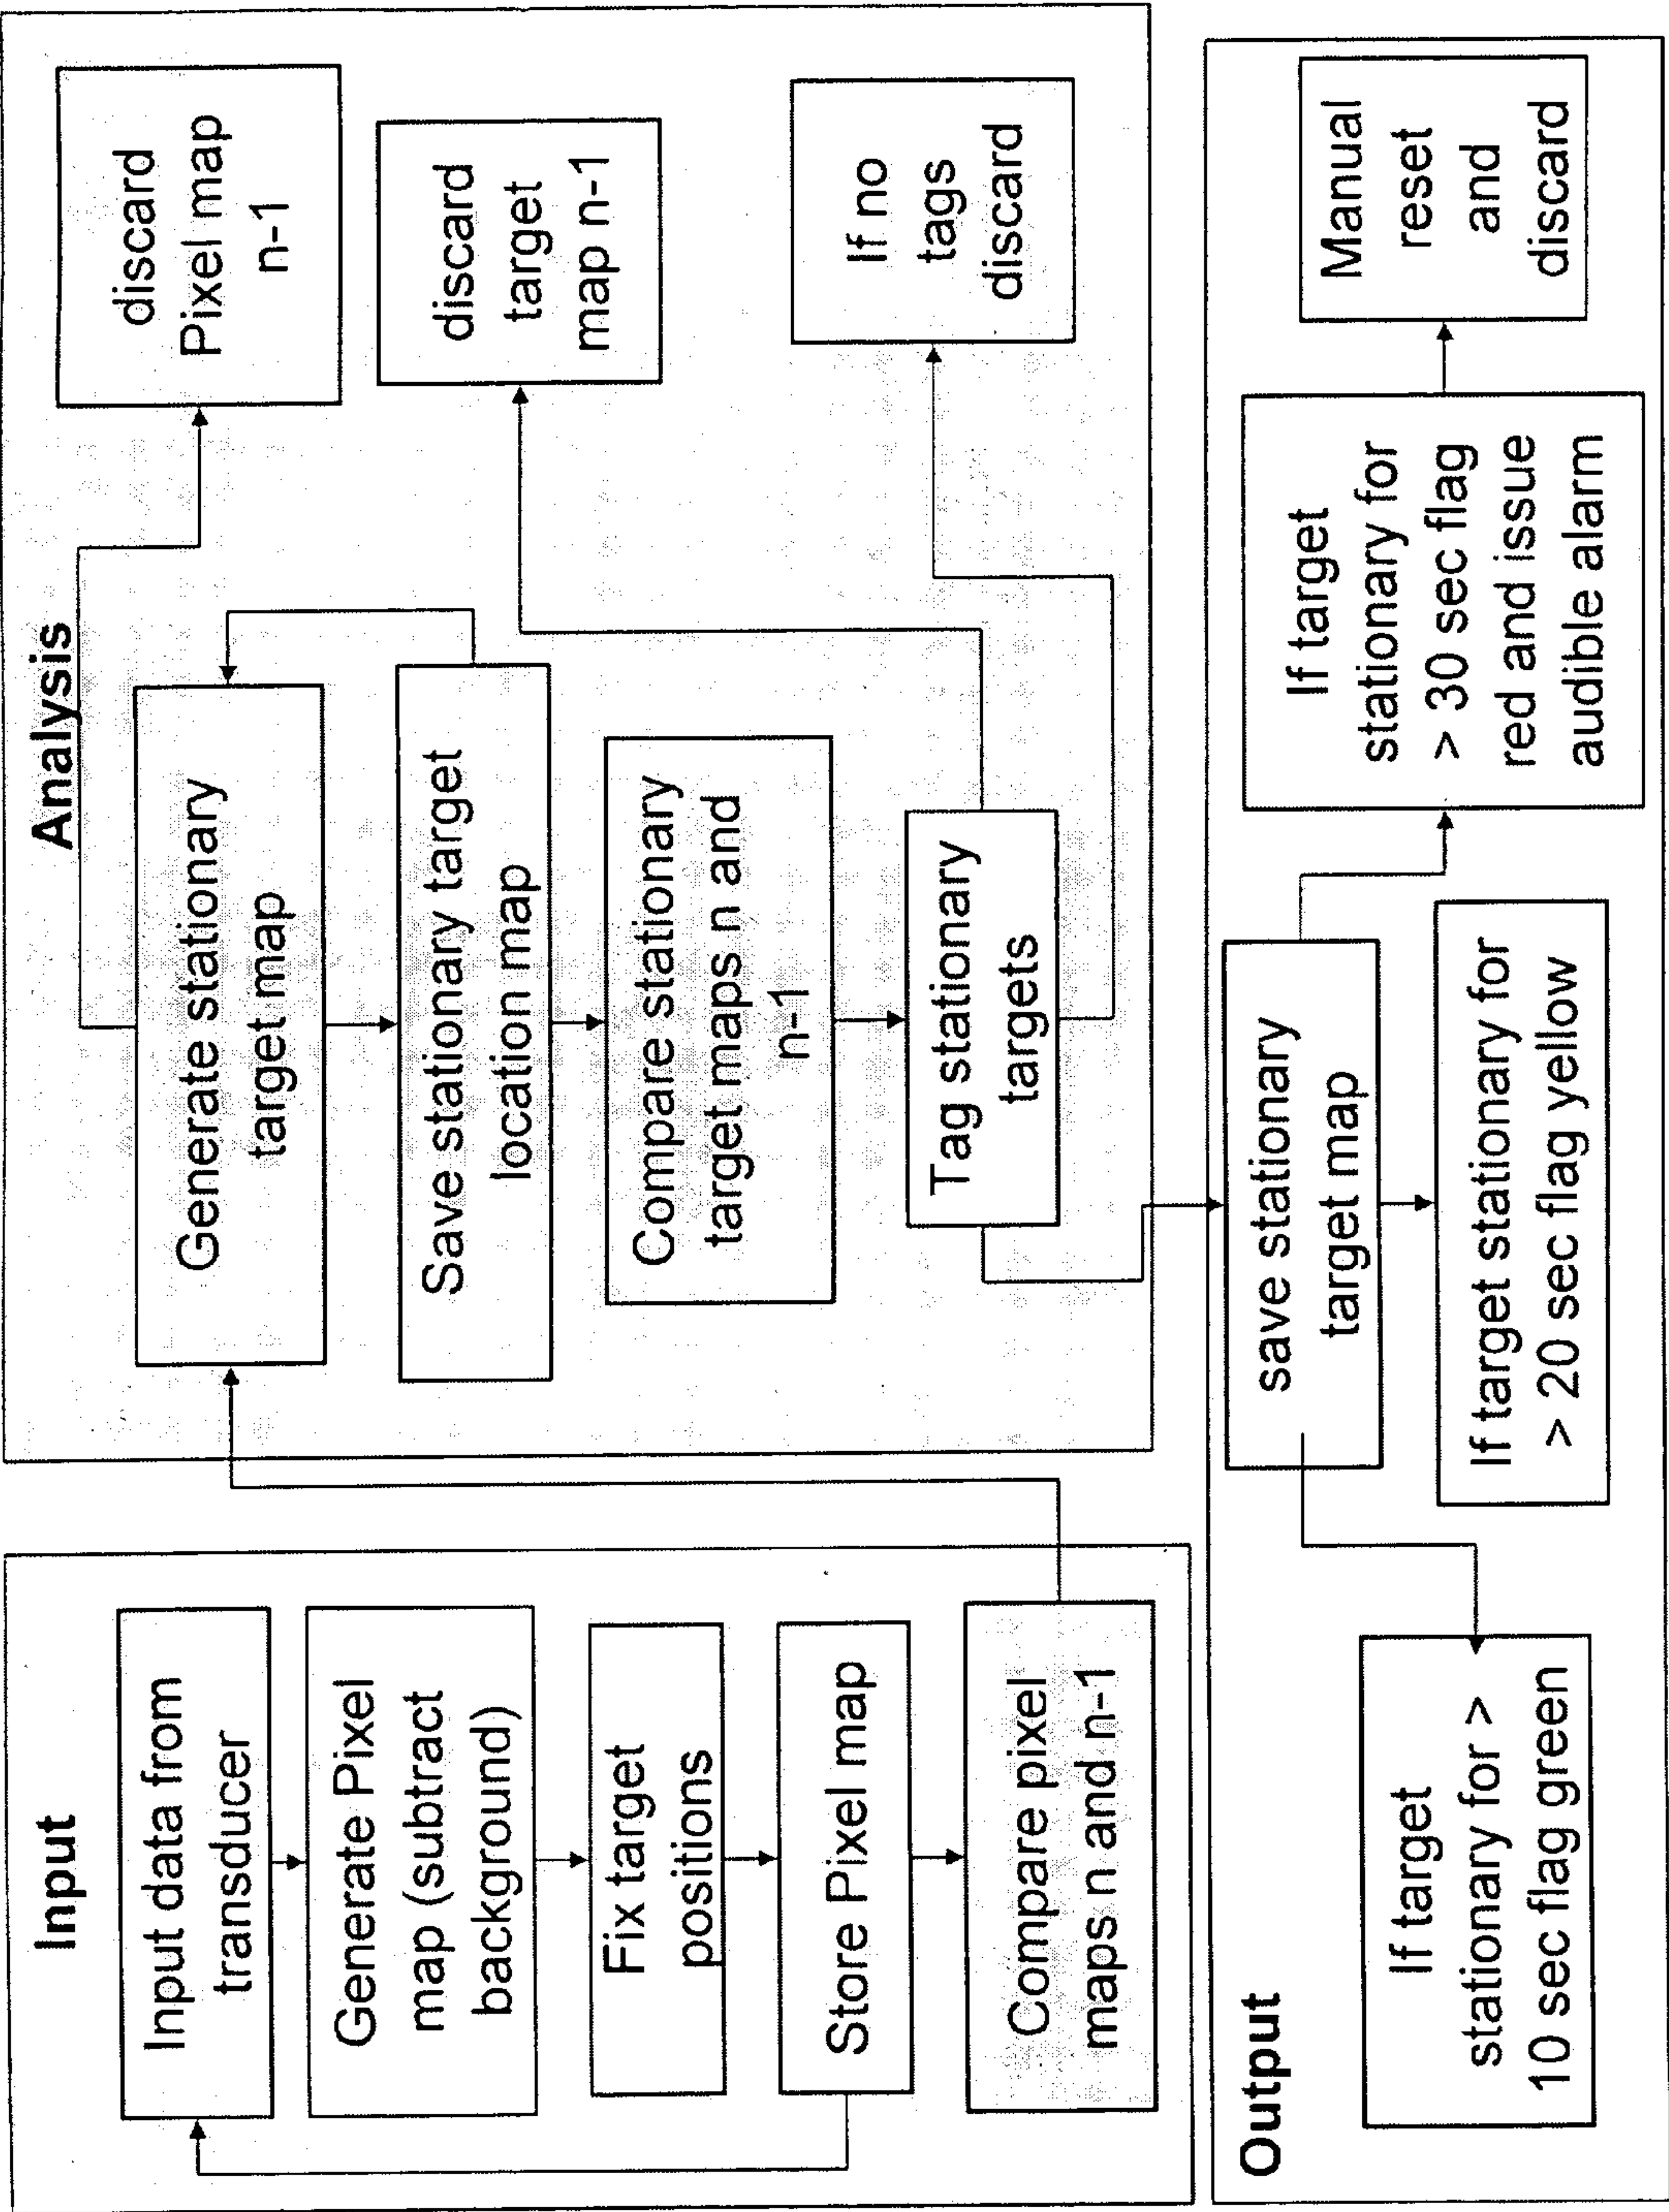 Input
Input data from
transducer
Generate Pixel
map (subtract
background)
Fix target
positions
Store Pixel map
Compare pixel
maps n and n-1
Analysis
Generate stationary
target map
Save stationary target
location map
Compare stationary
target maps n and
n-1
Tag stationary
targets
discard
Pixel map
n-1
discard
target
map n-1
If no
tags
discard
Output
save stationary
target map
If target
stationary for >
10 sec flag green
If target stationary for
> 20 sec flag yellow
If target
stationary for
> 30 sec flag
red and issue
audible alarm
Manual
reset
and
discard